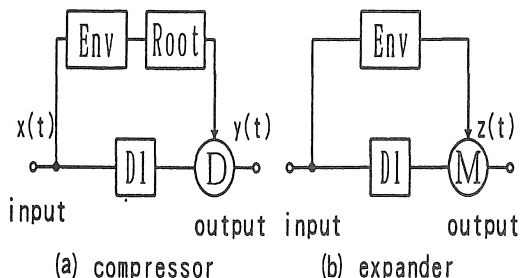 Env Root Env
x(t) y(t) z(t)
Dl D Dl M
input output input output
(a) compressor (b) expander